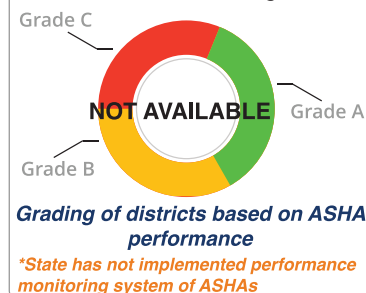 Grade C
NOT AVAILABLE
Grade A
Grade B
Grading of districts based on ASHA
performance
*State has not implemented performance
monitoring system of ASHAs